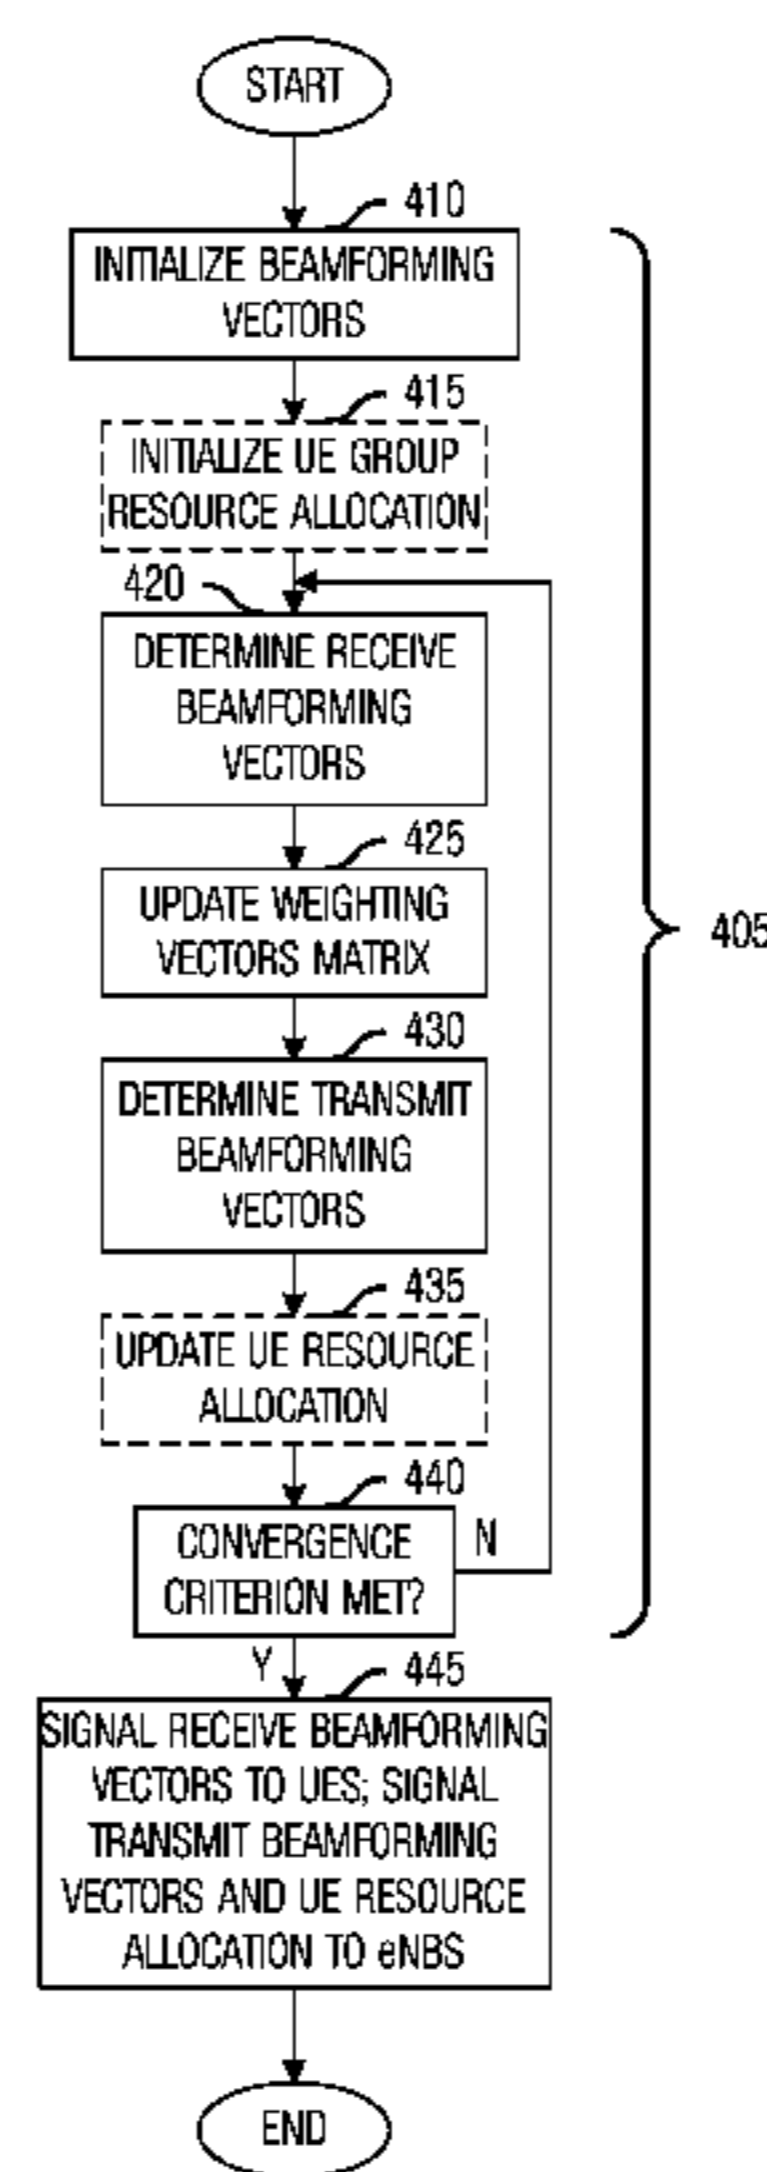 START
410
INITIALIZE BEAMFORMING
VECTORS
415
INITIALIZE UE GROUP
RESOURCE ALLOCATION
420
DETERMINE RECEIVE
BEAMFORMING
VECTORS
425
UPDATE WEIGHTING
VECTORS MATRIX
405
430
DETERMINE TRANSMIT
BEAMFORMING
VECTORS
435
UPDATE UE RESOURCE
ALLOCATION
440
CONVERGENCE
CRITERION MET?
N
Y
445
SIGNAL RECEIVE BEAMFORMING
VECTORS TO UES; SIGNAL
TRANSMIT BEAMFORMING
VECTORS AND UE RESOURCE
ALLOCATION TO eNBS
END